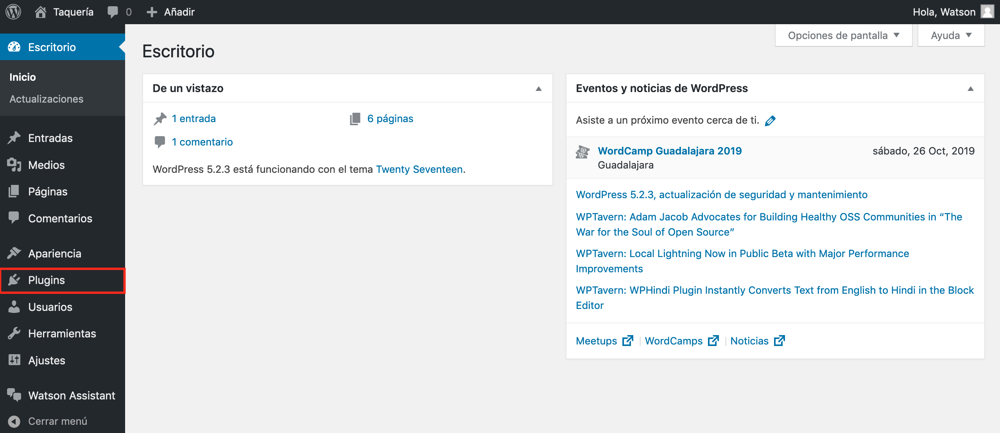 Taquería
0
Añadir
Hola, Watson
Escritorio
Inicio
Actualizaciones
Entradas
Medios
Páginas
Comentarios
Apariencia
Plugins
Usuarios
Herramientas
Ajustes
Watson Assistant
Cerrar menú
Opciones de pantalla
Ayuda
Escritorio
De un vistazo
1 entrada
6 páginas
1 comentario
WordPress 5.2.3 está funcionando con el tema Twenty Seventeen.
Eventos y noticias de WordPress
Asiste a un próximo evento cerca de ti.
WordCamp Guadalajara 2019
sábado, 26 Oct, 2019
Guadalajara
WordPress 5.2.3, actualización de seguridad y mantenimiento
WPTavern: Adam Jacob Advocates for Building Healthy OSS Communities in “The
War for the Soul of Open Source”
WPTavern: Local Lightning Now in Public Beta with Major Performance
Improvements
WPTavern: WPHindi Plugin Instantly Converts Text from English to Hindi in the Block
Editor
Meetups | WordCamps | Noticias